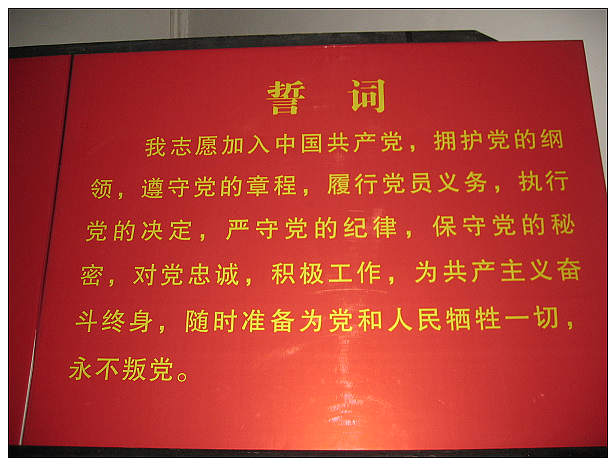 誓词
我志愿加入中国共产党，拥护党的纲
领，遵守党的章程，履行党员义务，执行
党的决定，严守党的纪律，保守党的秘
密，对党忠诚，积极工作，为共产主义奋
斗终身，随时准备为党和人民牺牲一切，
永不叛党。